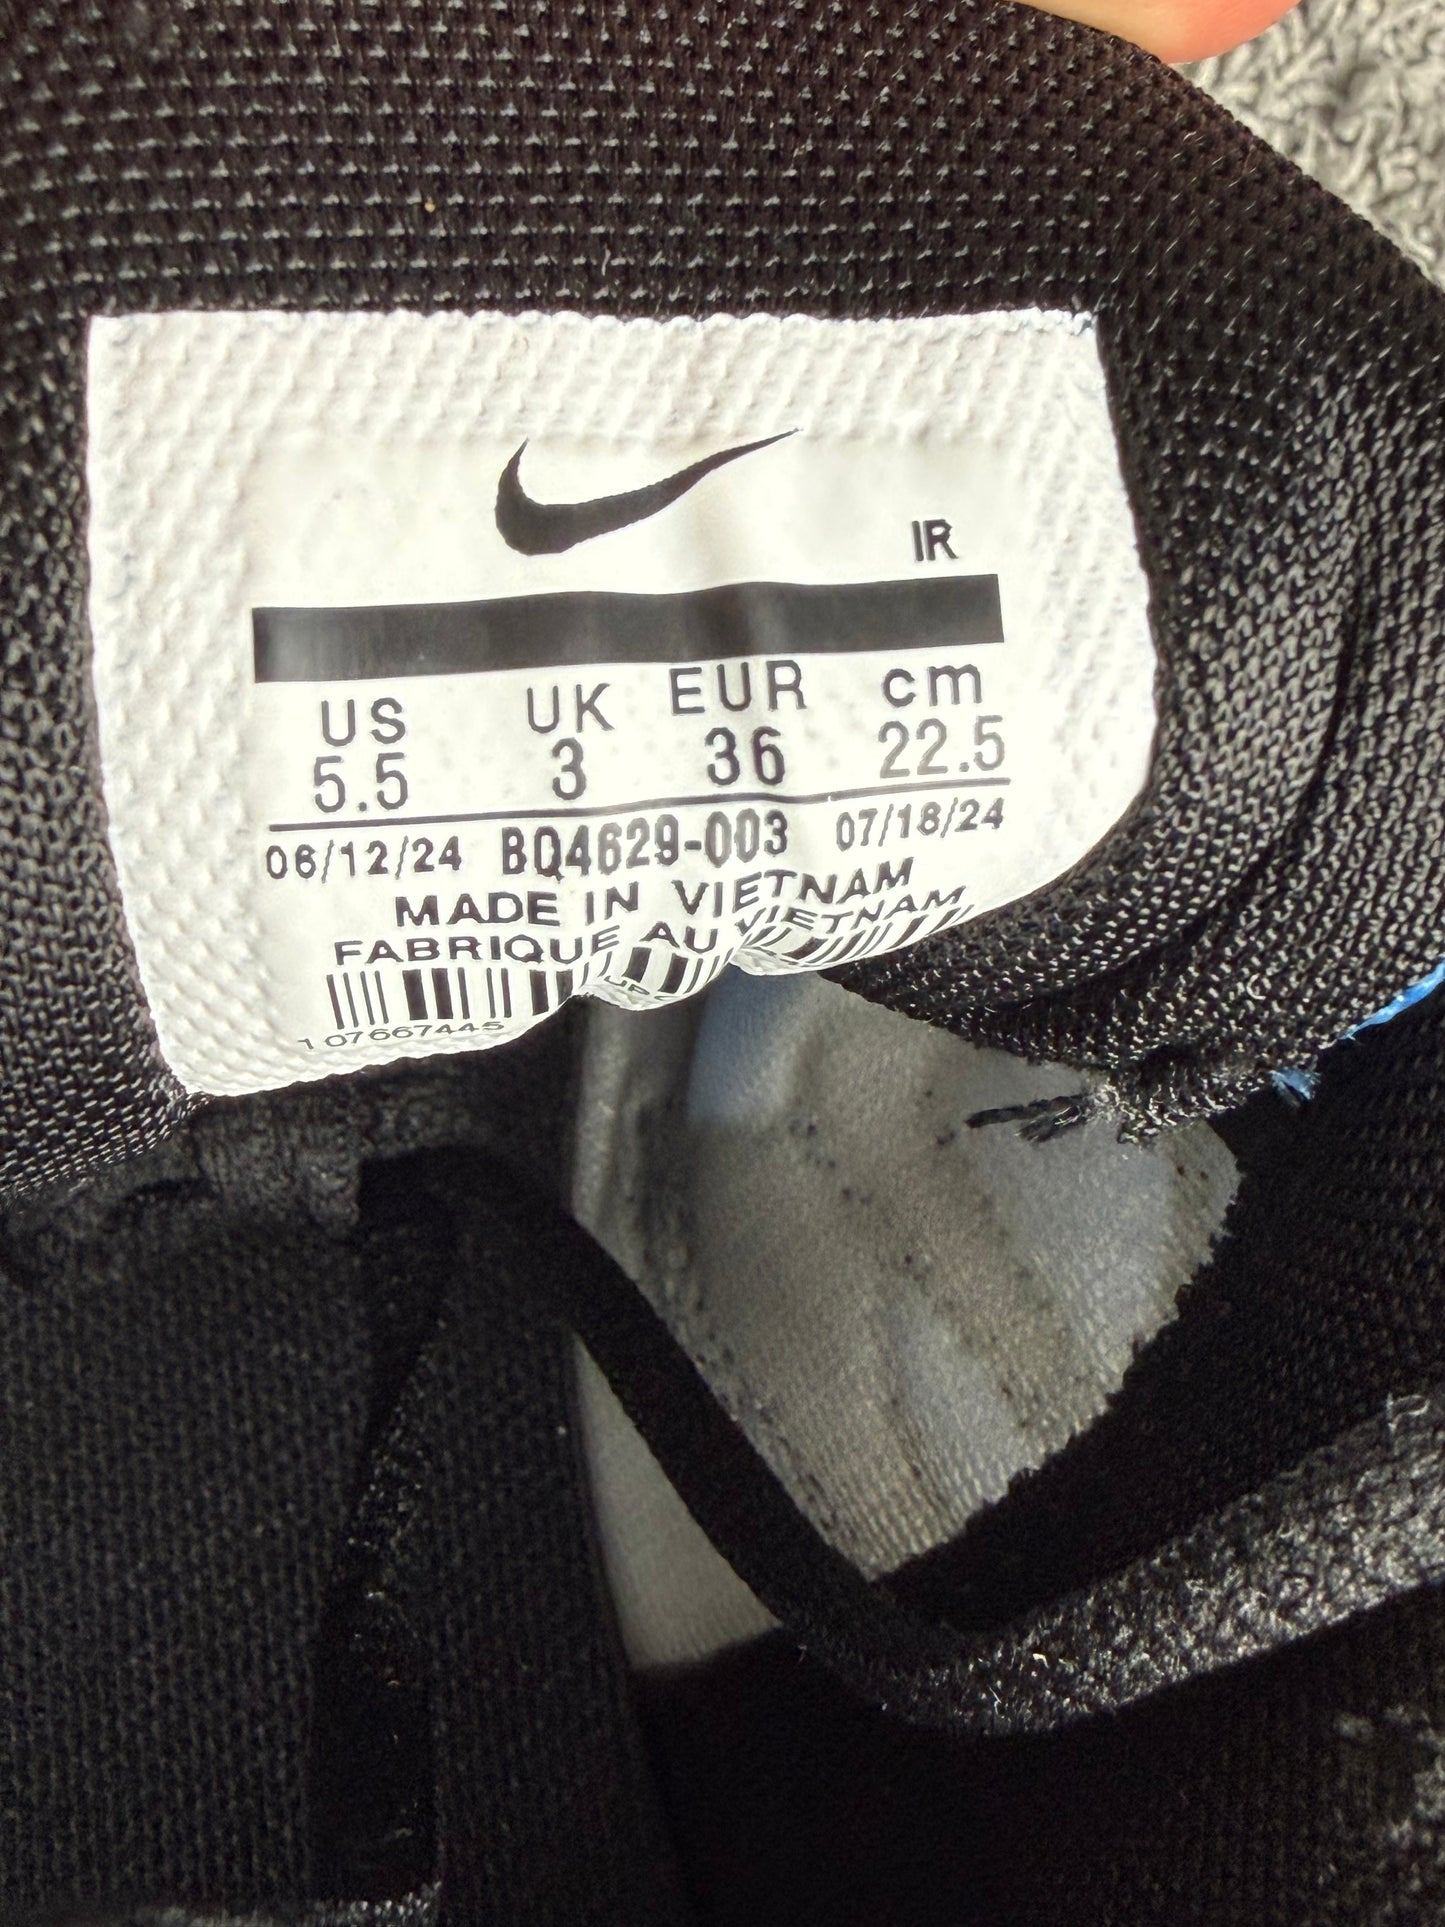 IR
US UK EUR cm
5.5 3 36 22.5
06/12/24 BQ4629-003 07/18/24
MADE IN VIETNAM
FABRIQUE AU VIETNAM
107667445